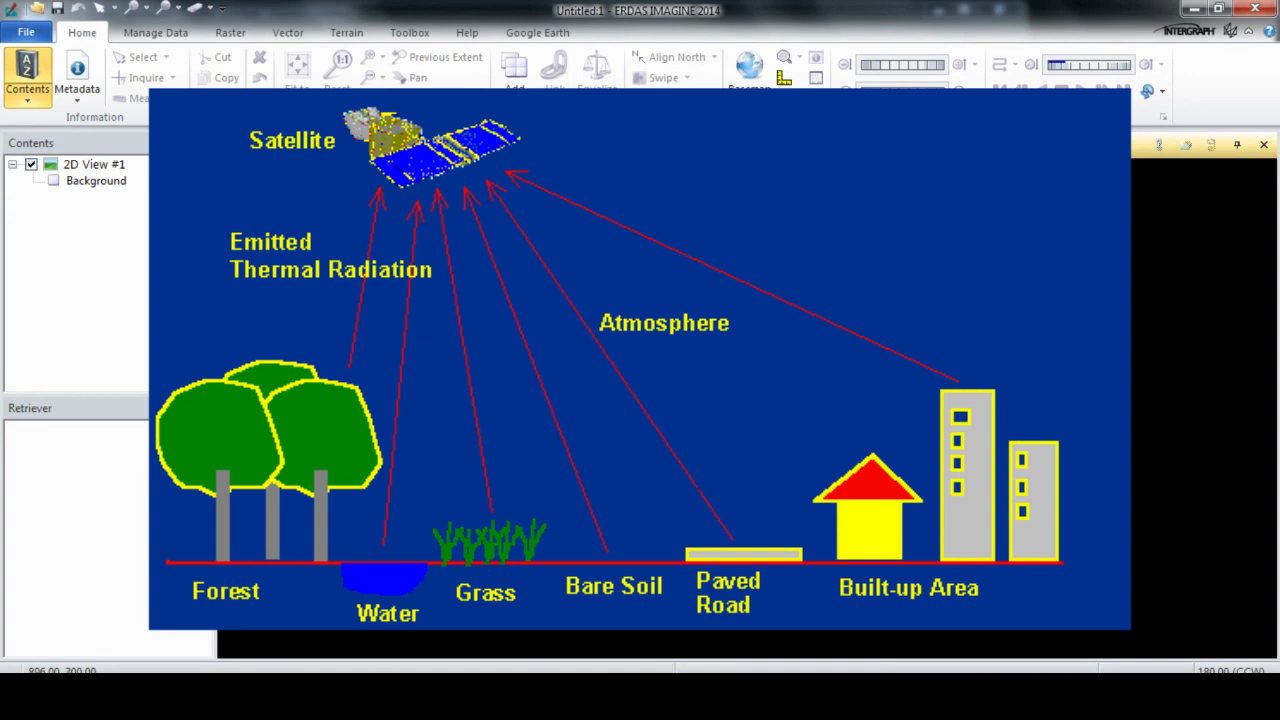 Untitled:1 - ERDAS IMAGINE 2014
File Home Manage Data Raster Vector Terrain Toolbox Help Google Earth
INTERGRAPH
Select Cut 1:1 Previous Extent Align North
Inquire Copy Pan Swipe
Contents Metadata
Information
Contents
2D View #1
Background
Retriever
Satellite
Emitted
Thermal Radiation
Atmosphere
Forest
Water
Grass
Bare Soil
Paved
Road
Built-up Area